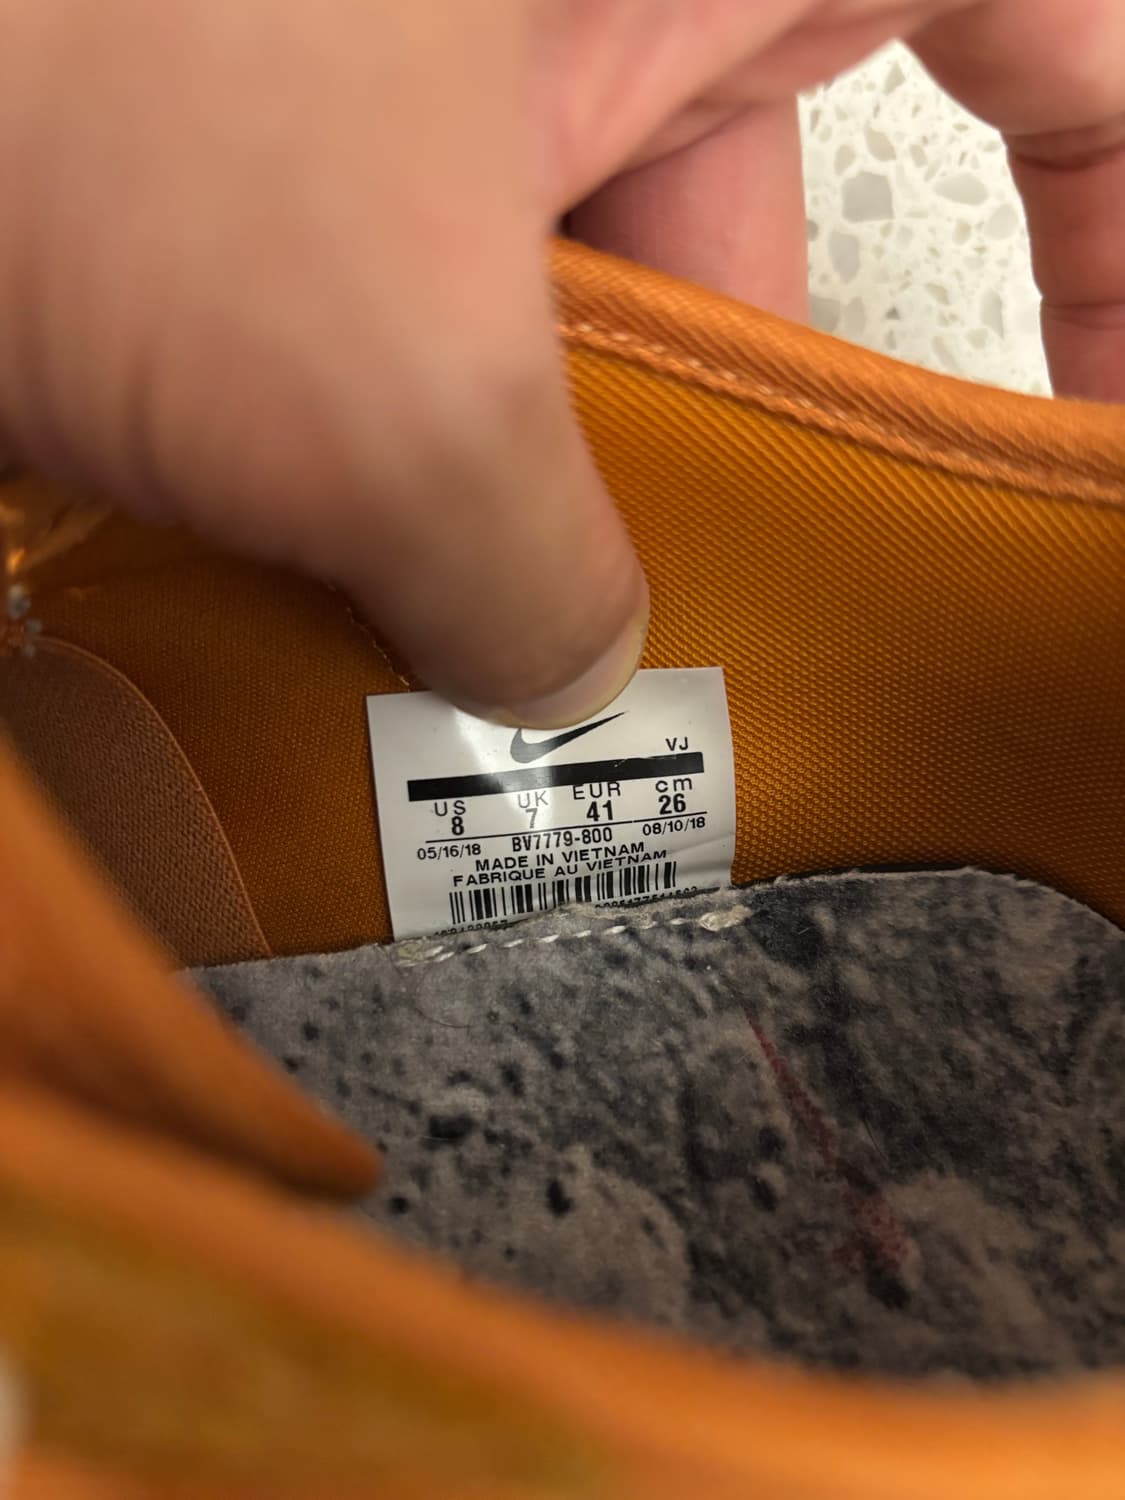 VJ
US UK EUR cm
8 7 41 26
05/16/18 BV7779-800 08/10/18
MADE IN VIETNAM
FABRIQUE AU VIETNAM